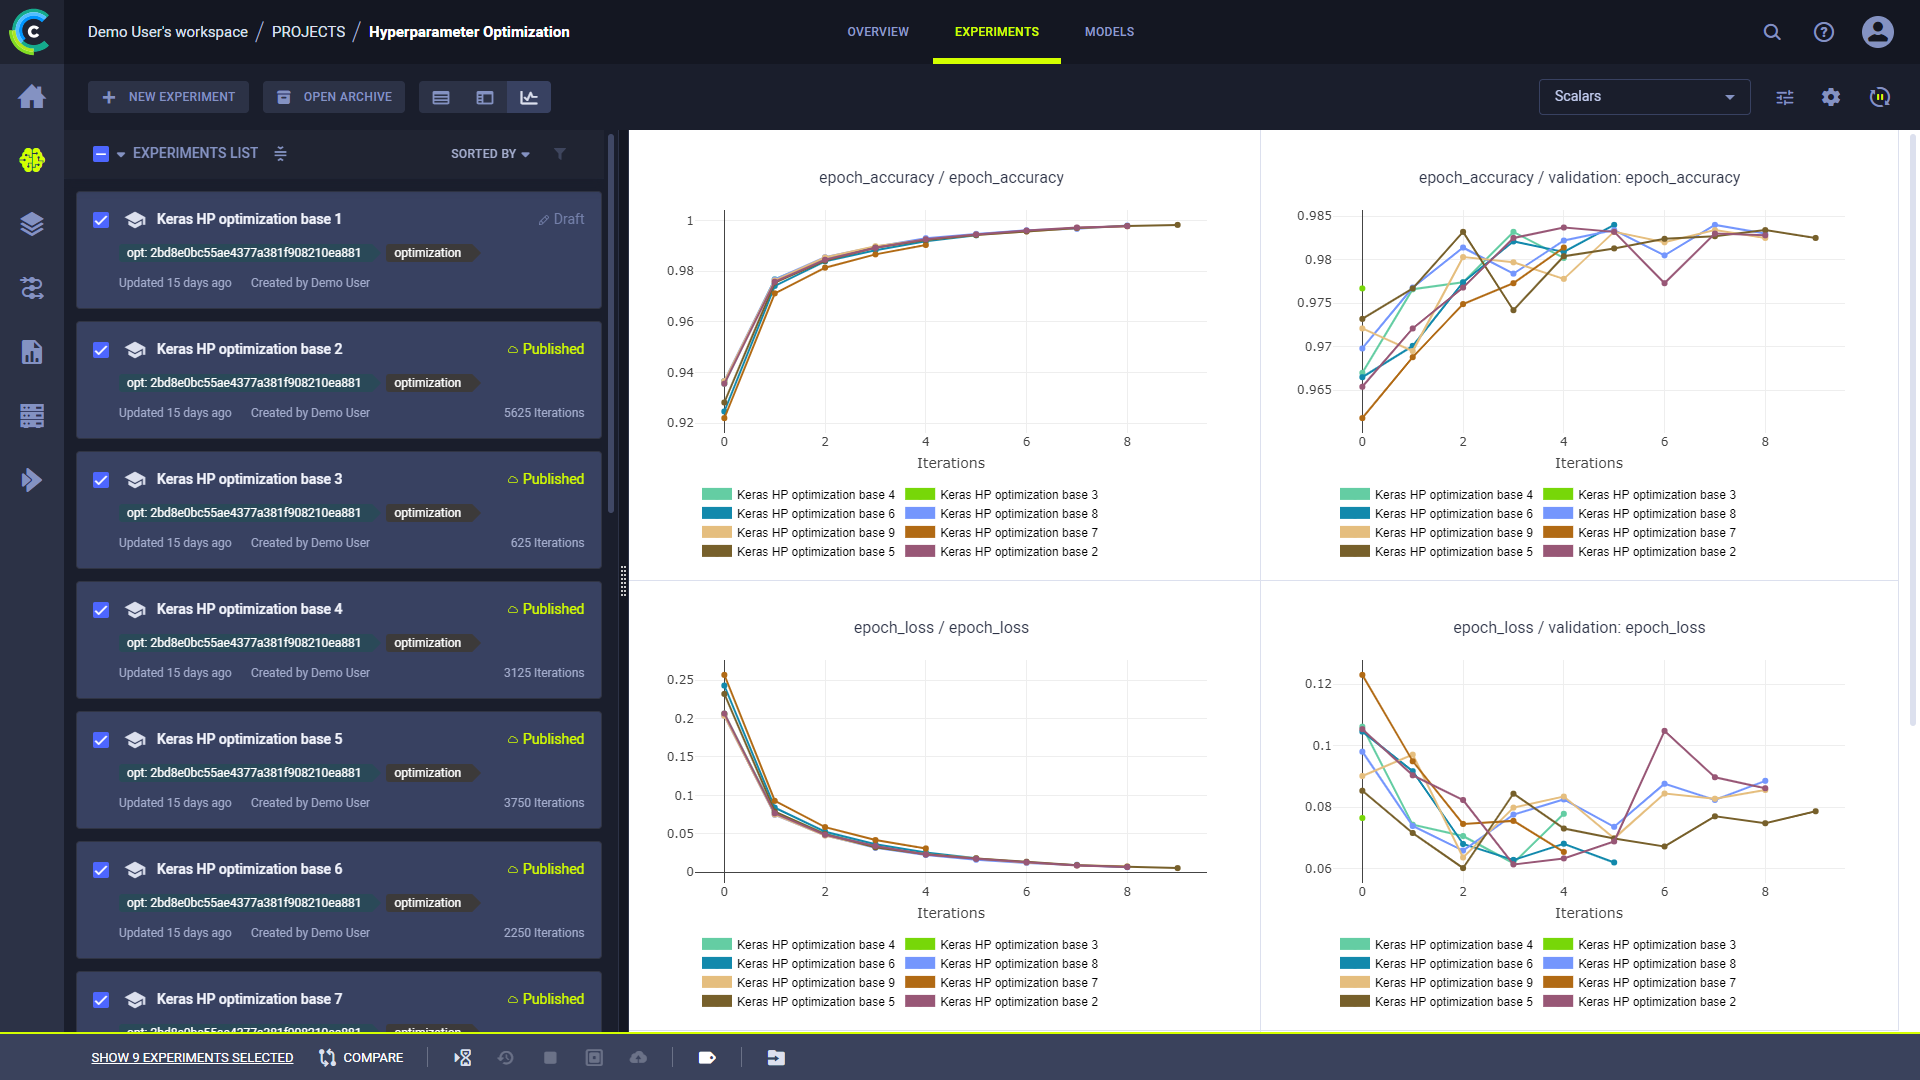 Demo User's workspace / PROJECTS / Hyperparameter Optimization
OVERVIEW
EXPERIMENTS
MODELS
NEW EXPERIMENT
OPEN ARCHIVE
Scalars
EXPERIMENTS LIST
SORTED BY
Keras HP optimization base 1
Draft
opt: 2bd8e0bc55ae4377a381f908210ea881 optimization
Updated 15 days ago Created by Demo User
Keras HP optimization base 2
Published
opt: 2bd8e0bc55ae4377a381f908210ea881 optimization
Updated 15 days ago Created by Demo User 5625 Iterations
Keras HP optimization base 3
Published
opt: 2bd8e0bc55ae4377a381f908210ea881 optimization
Updated 15 days ago Created by Demo User 625 Iterations
Keras HP optimization base 4
Published
opt: 2bd8e0bc55ae4377a381f908210ea881 optimization
Updated 15 days ago Created by Demo User 3125 Iterations
Keras HP optimization base 5
Published
opt: 2bd8e0bc55ae4377a381f908210ea881 optimization
Updated 15 days ago Created by Demo User 3750 Iterations
Keras HP optimization base 6
Published
opt: 2bd8e0bc55ae4377a381f908210ea881 optimization
Updated 15 days ago Created by Demo User 2250 Iterations
Keras HP optimization base 7
Published
opt: 2bd8e0bc55ae4377a381f908210ea881 optimization
epoch_accuracy / epoch_accuracy
1
0.98
0.96
0.94
0.92
0 2 4 6 8
Iterations
Keras HP optimization base 4 Keras HP optimization base 3
Keras HP optimization base 6 Keras HP optimization base 8
Keras HP optimization base 9 Keras HP optimization base 7
Keras HP optimization base 5 Keras HP optimization base 2
epoch_accuracy / validation: epoch_accuracy
0.985
0.98
0.975
0.97
0.965
0 2 4 6 8
Iterations
Keras HP optimization base 4 Keras HP optimization base 3
Keras HP optimization base 6 Keras HP optimization base 8
Keras HP optimization base 9 Keras HP optimization base 7
Keras HP optimization base 5 Keras HP optimization base 2
epoch_loss / epoch_loss
0.25
0.2
0.15
0.1
0.05
0
0 2 4 6 8
Iterations
Keras HP optimization base 4 Keras HP optimization base 3
Keras HP optimization base 6 Keras HP optimization base 8
Keras HP optimization base 9 Keras HP optimization base 7
Keras HP optimization base 5 Keras HP optimization base 2
epoch_loss / validation: epoch_loss
0.12
0.1
0.08
0.06
0 2 4 6 8
Iterations
Keras HP optimization base 4 Keras HP optimization base 3
Keras HP optimization base 6 Keras HP optimization base 8
Keras HP optimization base 9 Keras HP optimization base 7
Keras HP optimization base 5 Keras HP optimization base 2
SHOW 9 EXPERIMENTS SELECTED
COMPARE